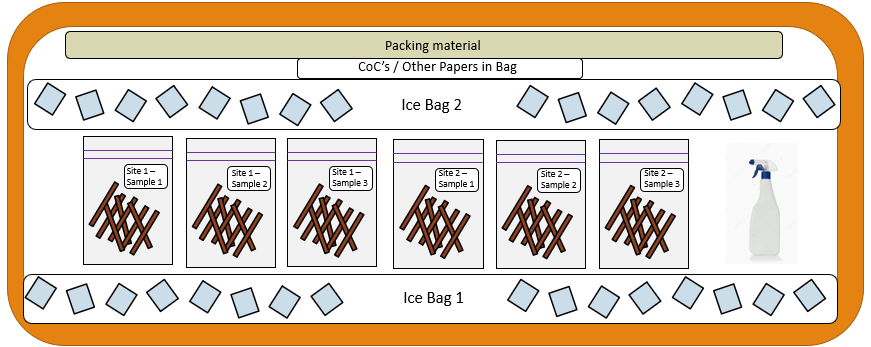 Packing material
CoC's / Other Papers in Bag
Ice Bag 2
Site 1 –
Sample 1
Site 1 –
Sample 2
Site 1 –
Sample 3
Site 2 –
Sample 1
Site 2 –
Sample 2
Site 2 –
Sample 3
Ice Bag 1